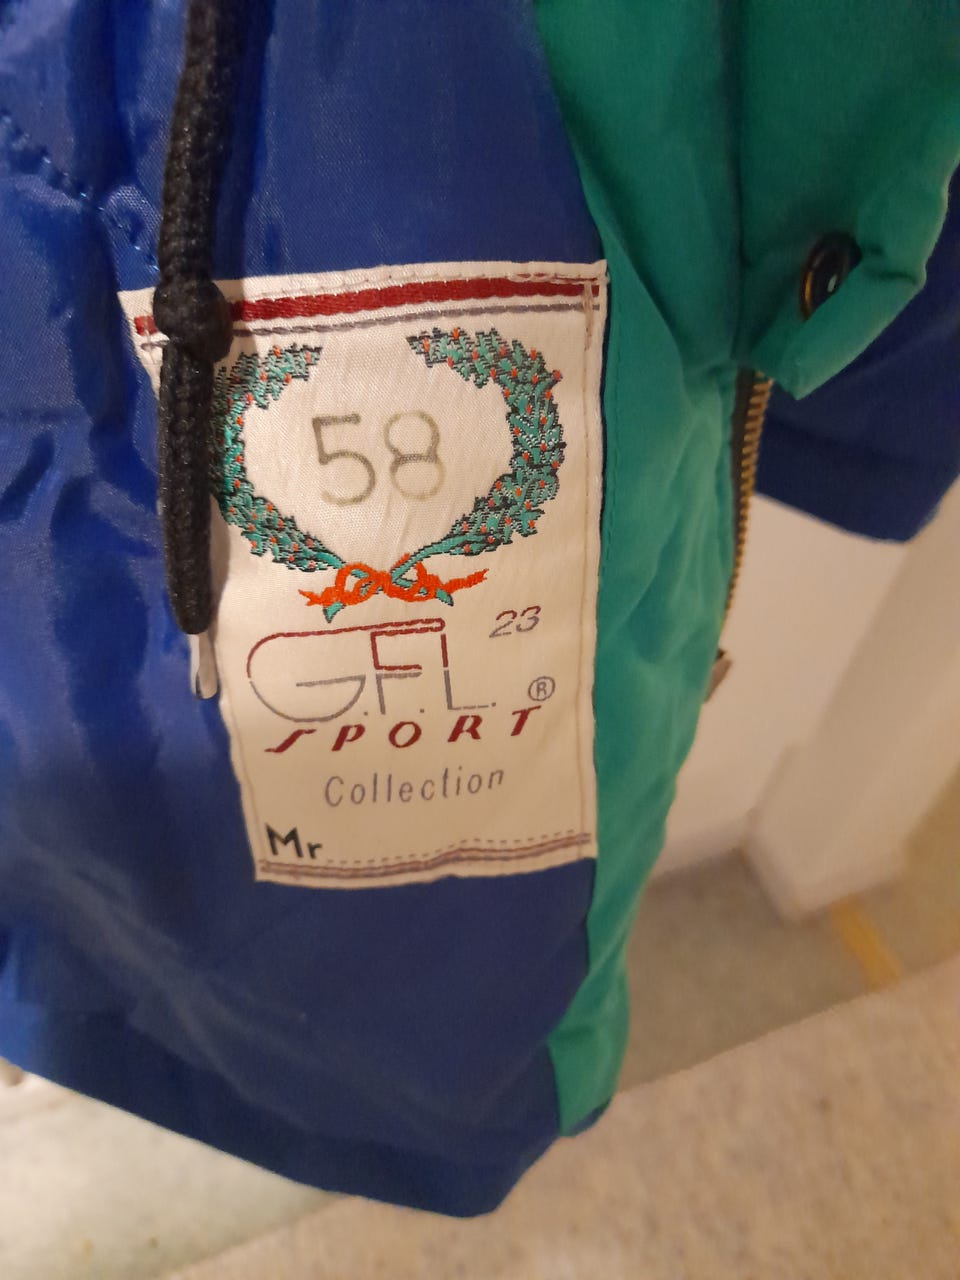 58
23
G.F.L. ®
SPORT
Collection
Mr